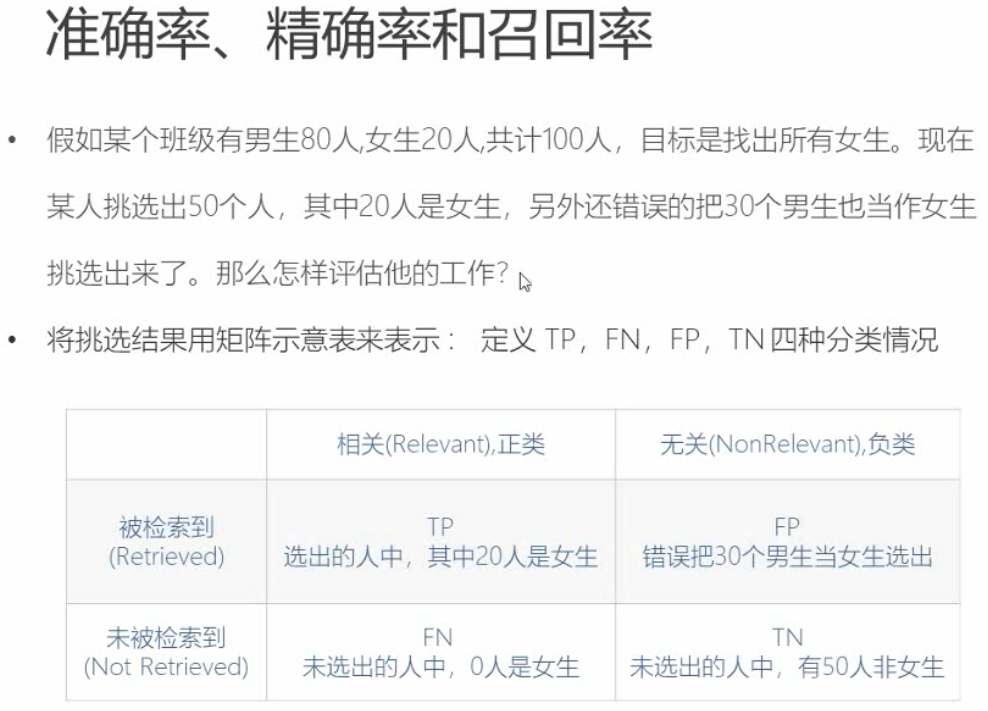 准确率、精确率和召回率
• 假如某个班级有男生80人,女生20人,共计100人，目标是找出所有女生。现在
某人挑选出50个人，其中20人是女生，另外还错误的把30个男生也当作女生
挑选出来了。那么怎样评估他的工作?
• 将挑选结果用矩阵示意表来表示： 定义 TP，FN，FP，TN四种分类情况
相关(Relevant),正类
无关(NonRelevant),负类
被检索到
(Retrieved)
TP
选出的人中，其中20人是女生
FP
错误把30个男生当女生选出
未被检索到
(Not Retrieved)
FN
未选出的人中，0人是女生
TN
未选出的人中，有50人非女生